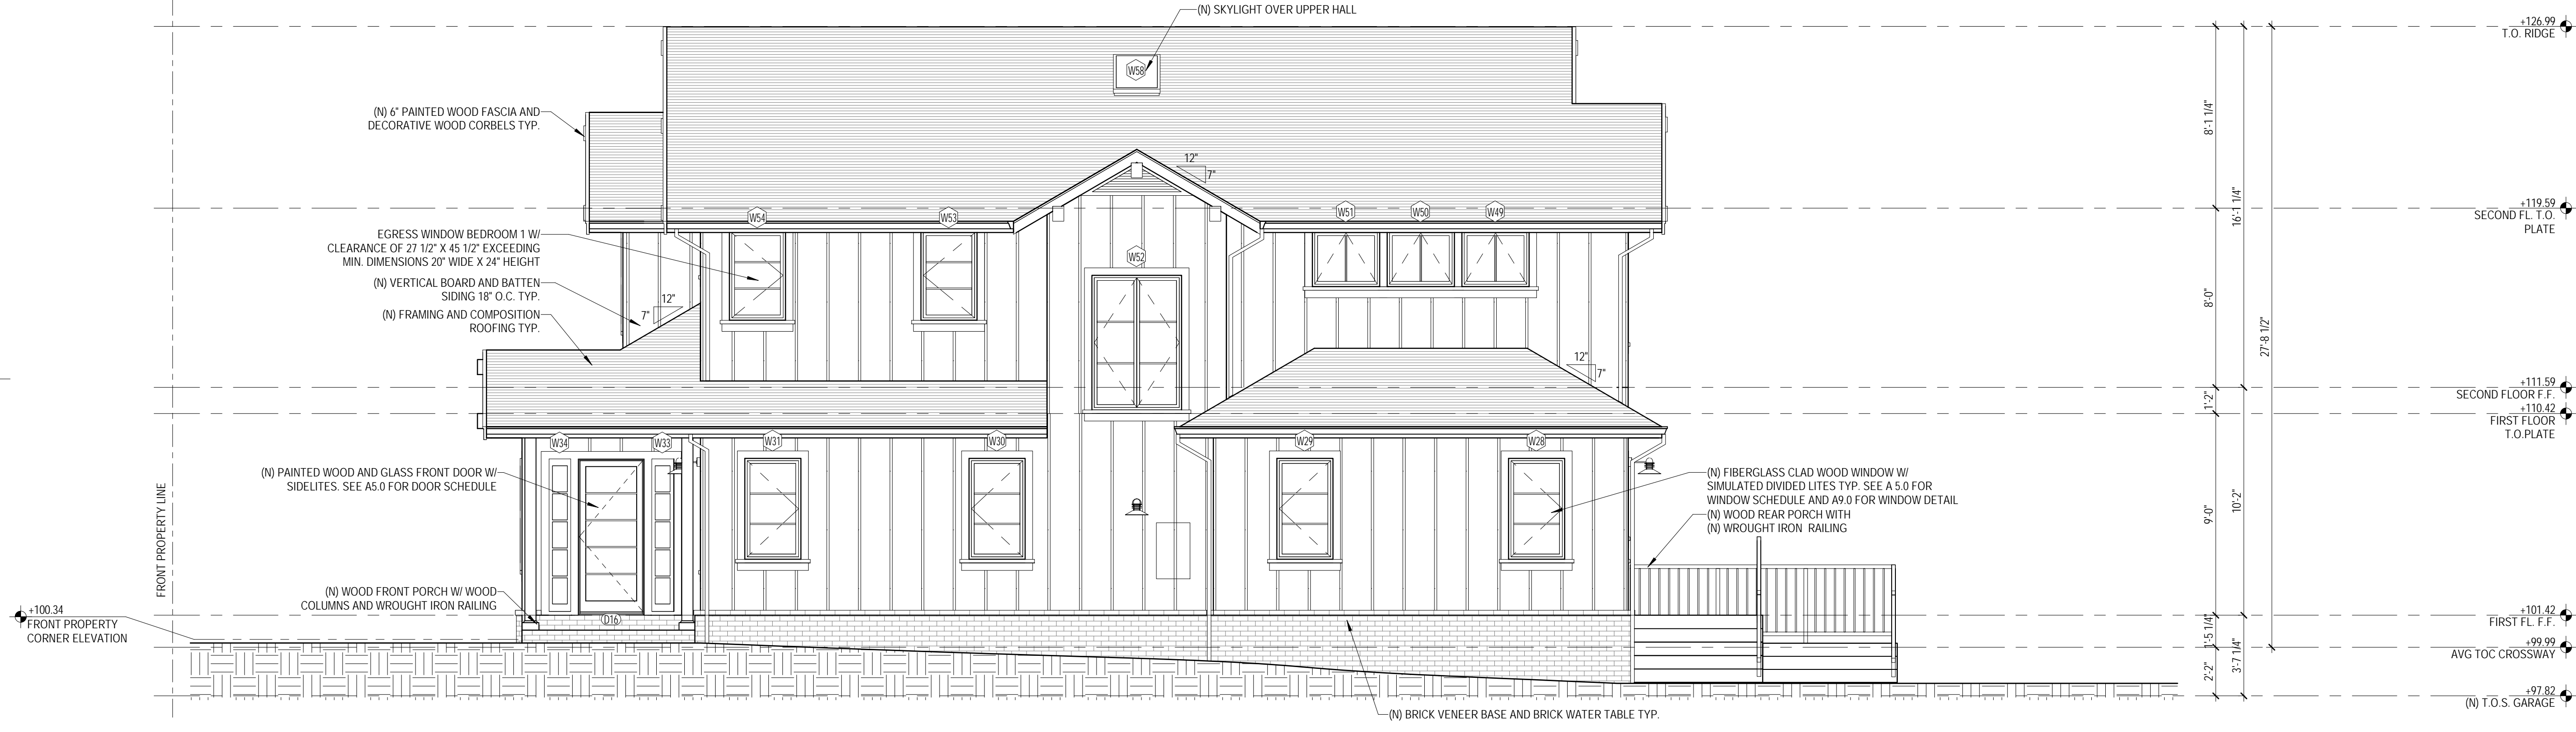 (N) SKYLIGHT OVER UPPER HALL
W58
+126.99
T.O. RIDGE
(N) 6" PAINTED WOOD FASCIA AND
DECORATIVE WOOD CORBELS TYP.
8'-1 1/4"
12"
7"
+119.59
SECOND FL. T.O.
PLATE
16'-1 1/4"
W54
W53
W51
W50
W49
EGRESS WINDOW BEDROOM 1 W/
CLEARANCE OF 27 1/2" X 45 1/2" EXCEEDING
MIN. DIMENSIONS 20" WIDE X 24" HEIGHT
W52
(N) VERTICAL BOARD AND BATTEN
SIDING 18" O.C. TYP.
12"
7"
8'-0"
(N) FRAMING AND COMPOSITION
ROOFING TYP.
27'-8 1/2"
12"
7"
+111.59
SECOND FLOOR F.F.
1'-2"
+110.42
FIRST FLOOR
T.O.PLATE
W34
W33
W31
W30
W29
W28
(N) PAINTED WOOD AND GLASS FRONT DOOR W/
SIDELITES. SEE A5.0 FOR DOOR SCHEDULE
(N) FIBERGLASS CLAD WOOD WINDOW W/
SIMULATED DIVIDED LITES TYP. SEE A 5.0 FOR
WINDOW SCHEDULE AND A9.0 FOR WINDOW DETAIL
(N) WOOD REAR PORCH WITH
(N) WROUGHT IRON RAILING
9'-0"
10'-2"
FRONT PROPERTY LINE
(N) WOOD FRONT PORCH W/ WOOD
COLUMNS AND WROUGHT IRON RAILING
D16
+100.34
FRONT PROPERTY
CORNER ELEVATION
+101.42
FIRST FL. F.F.
1'-5 1/4"
+99.99
AVG TOC CROSSWAY
2'-2"
3'-7 1/4"
+97.82
(N) T.O.S. GARAGE
(N) BRICK VENEER BASE AND BRICK WATER TABLE TYP.